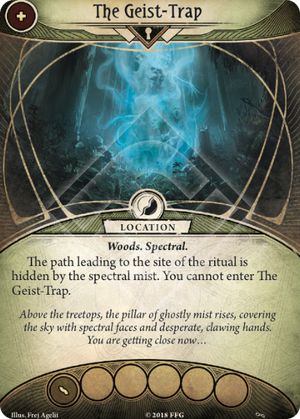 The Geist-Trap
LOCATION
Woods. Spectral.
The path leading to the site of the ritual is
hidden by the spectral mist. You cannot enter The
Geist-Trap.
Above the treetops, the pillar of ghostly mist rises, covering
the sky with spectral faces and desperate, clawing hands.
You are getting close now…
Illus. Frej Agelii
© 2018 FFG